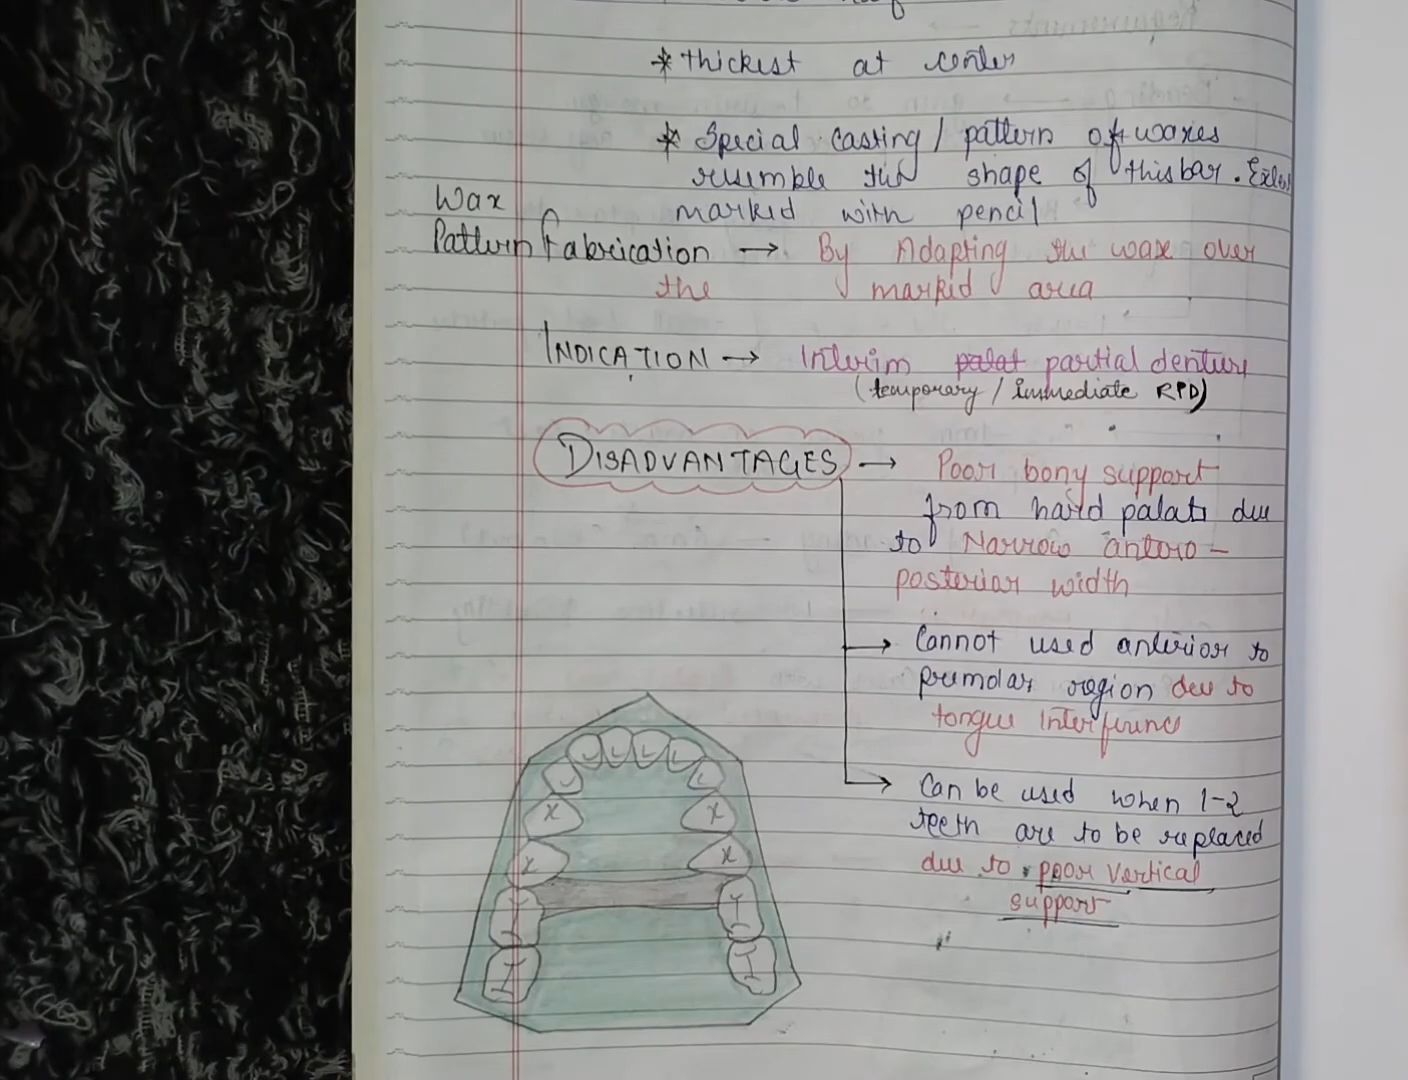 * thickest at center
* Special casting / pattern of waxes
resemble the shape of this bar.
marked with pencil
Wax
Pattern fabrication → By Adapting the wax over
the marked area
INDICATION → Interim partial denture
(temporary / immediate RPD)
DISADVANTAGES → Poor bony support
from hard palate due
to Narrow antero-
posterior width
→ Cannot used anterior to
premolar region due to
tongue interference
→ Can be used when 1-2
teeth are to be replaced
due to poor vertical
support
x x
x x